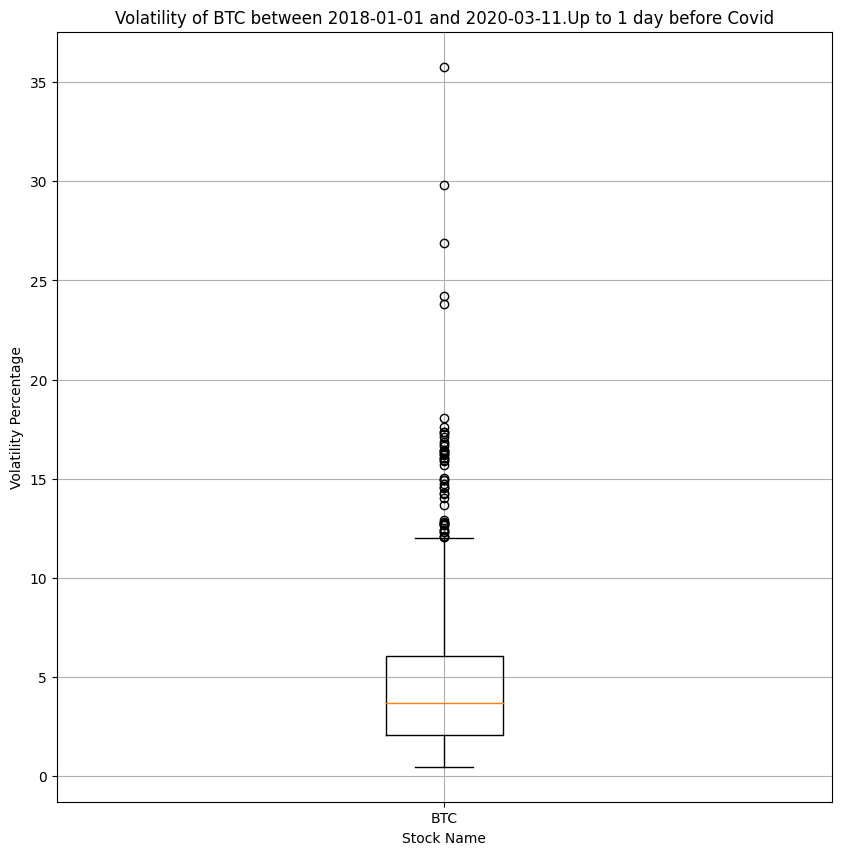 Volatility of BTC between 2018-01-01 and 2020-03-11.Up to 1 day before Covid
Volatility Percentage
35
30
25
20
15
10
5
0
BTC
Stock Name